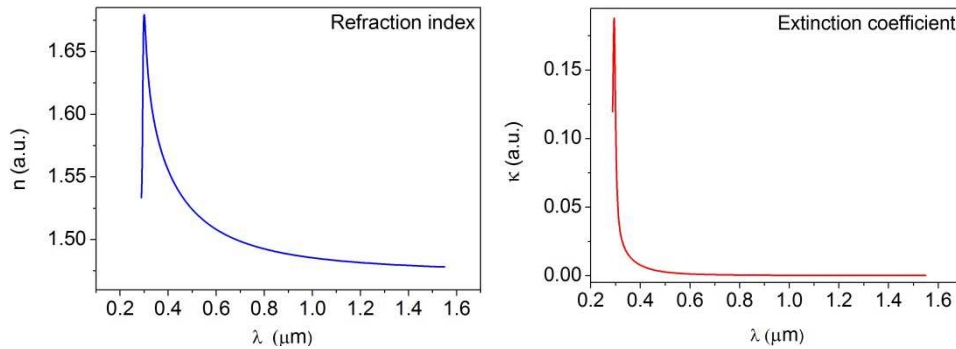 Refraction index
1.65
1.60
1.55
1.50
n (a.u.)
0.2 0.4 0.6 0.8 1.0 1.2 1.4 1.6
λ (μm)
Extinction coefficient
0.15
0.10
0.05
0.00
κ (a.u.)
0.2 0.4 0.6 0.8 1.0 1.2 1.4 1.6
λ (μm)